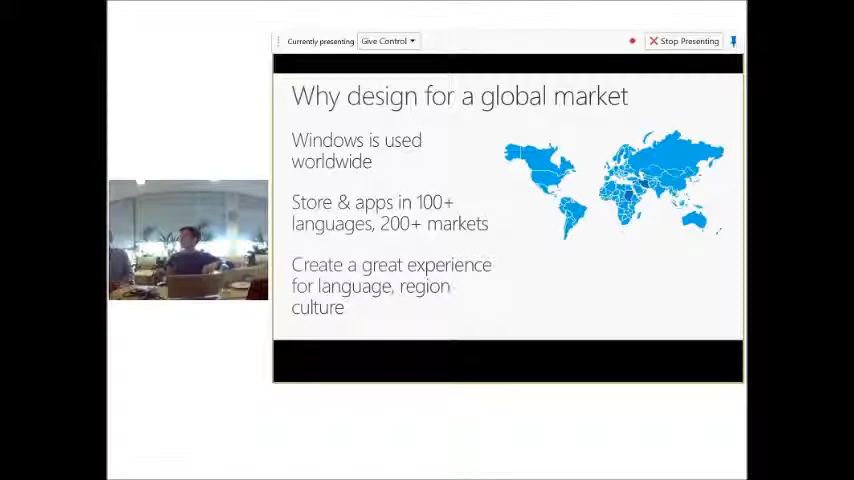 Currently presenting Give Control Stop Presenting
Why design for a global market
Windows is used
worldwide
Store & apps in 100+
languages, 200+ markets
Create a great experience
for language, region
culture